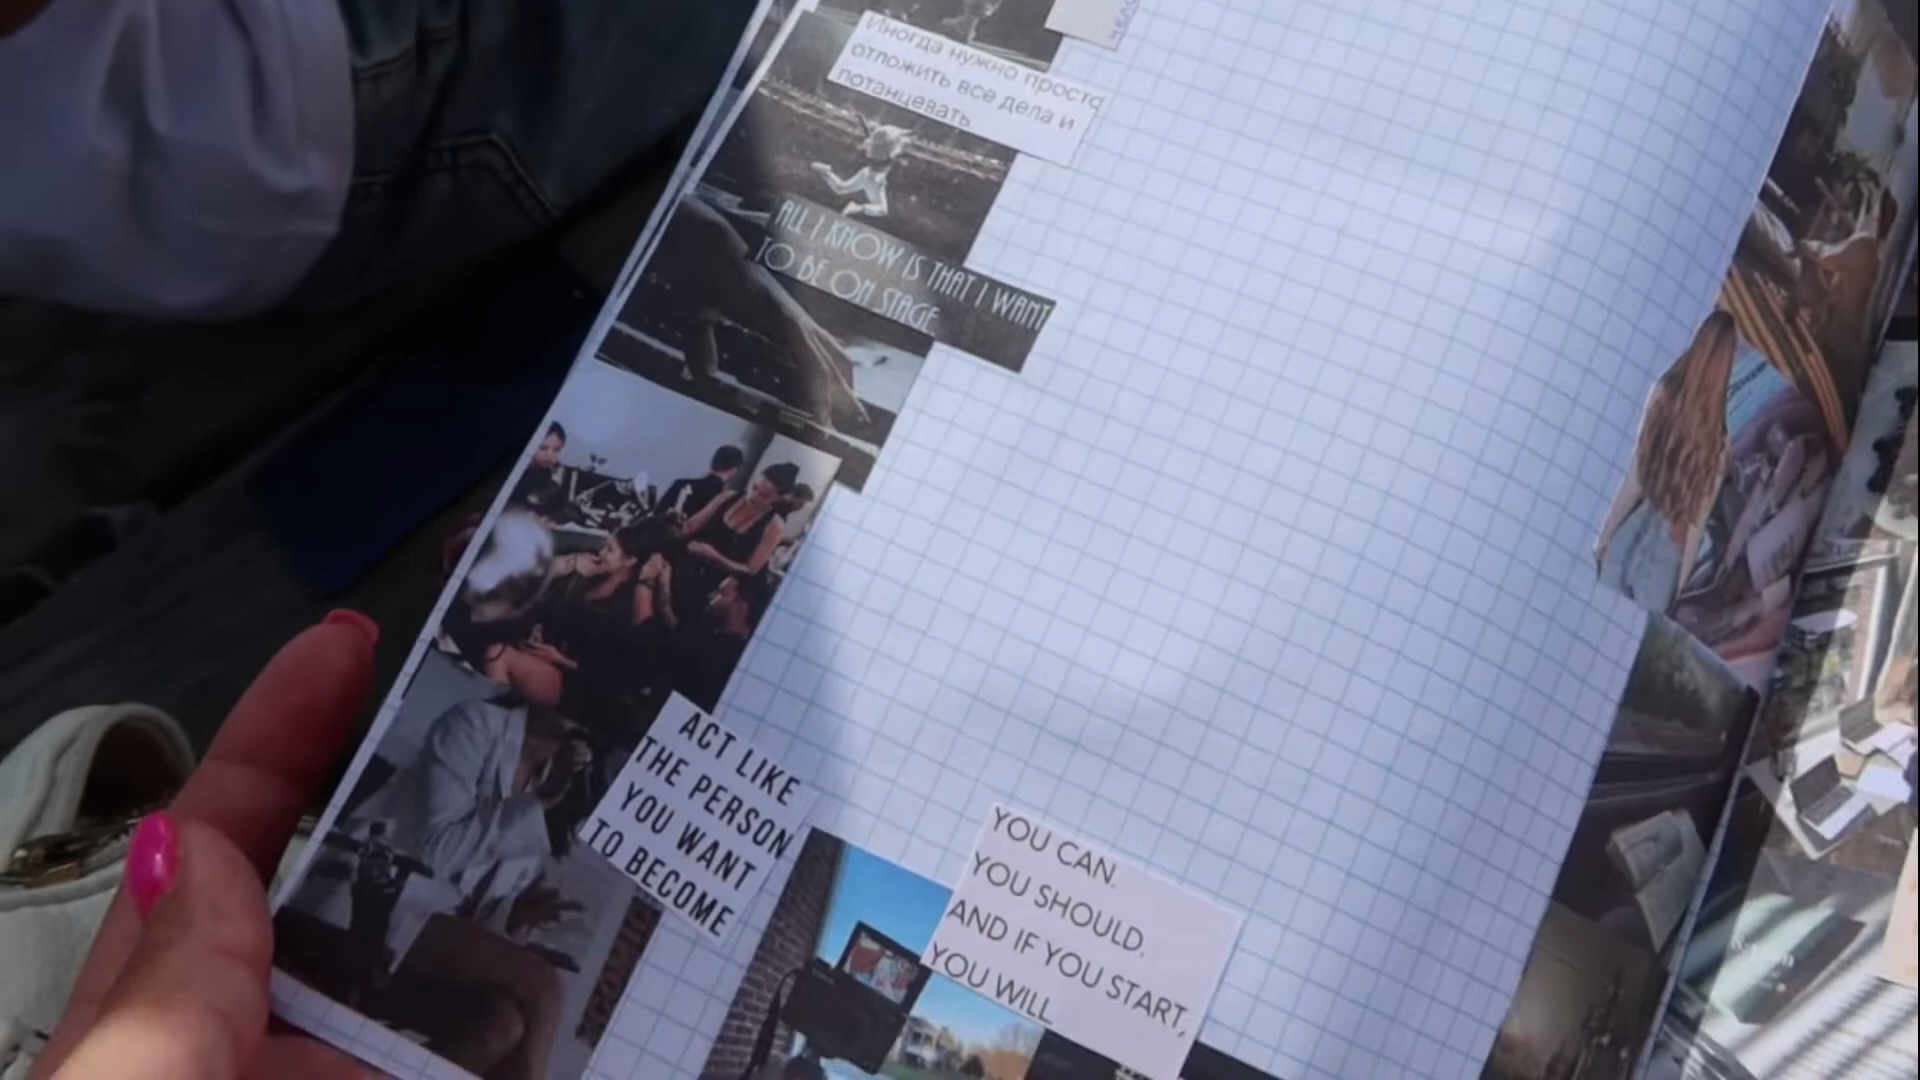 Иногда нужно просто
отложить все дела и
потанцевать
ALL I KNOW IS THAT I WANT
TO BE ON STAGE
ACT LIKE
THE PERSON
YOU WANT
TO BECOME
YOU CAN.
YOU SHOULD.
AND IF YOU START,
YOU WILL